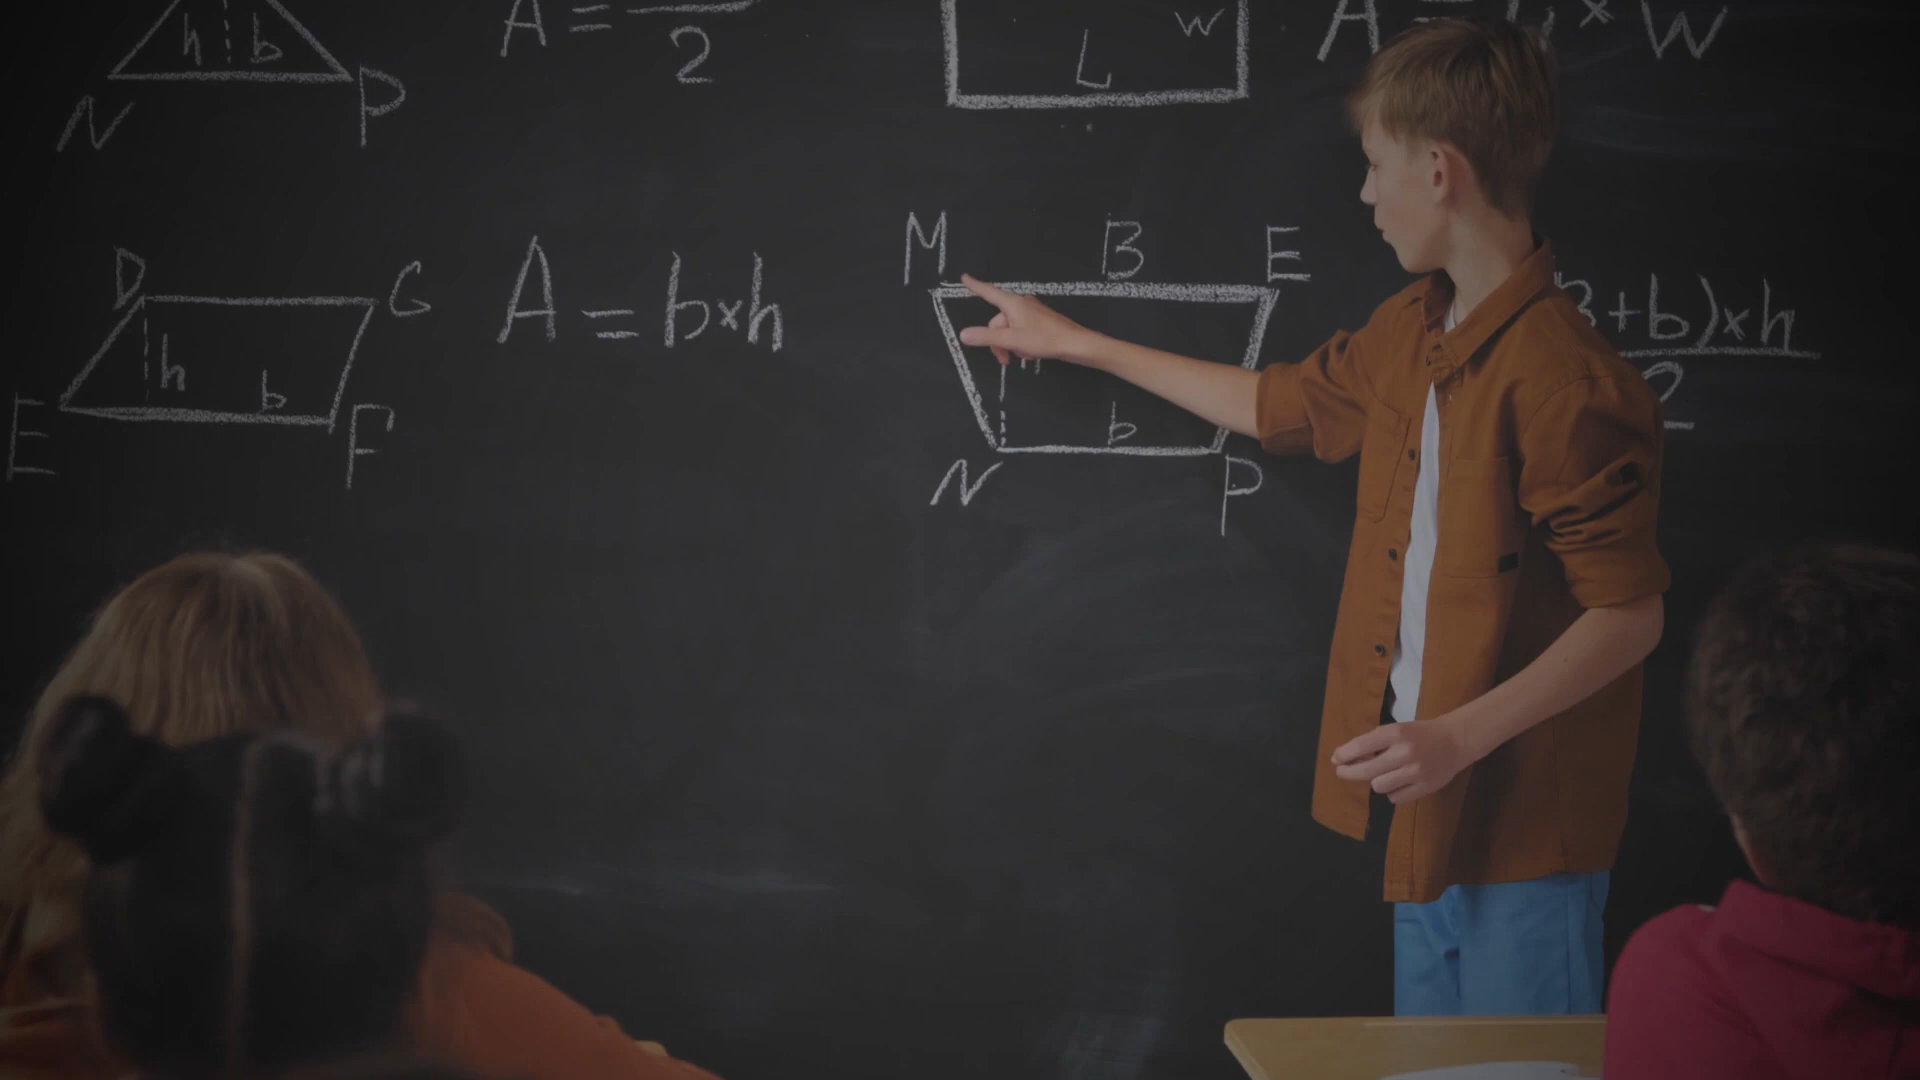 h b
N P
A =
2
L W
A = L × W
D G
h
b
E F
A = b×h
M B E
h
b
N P
+b)×h
2